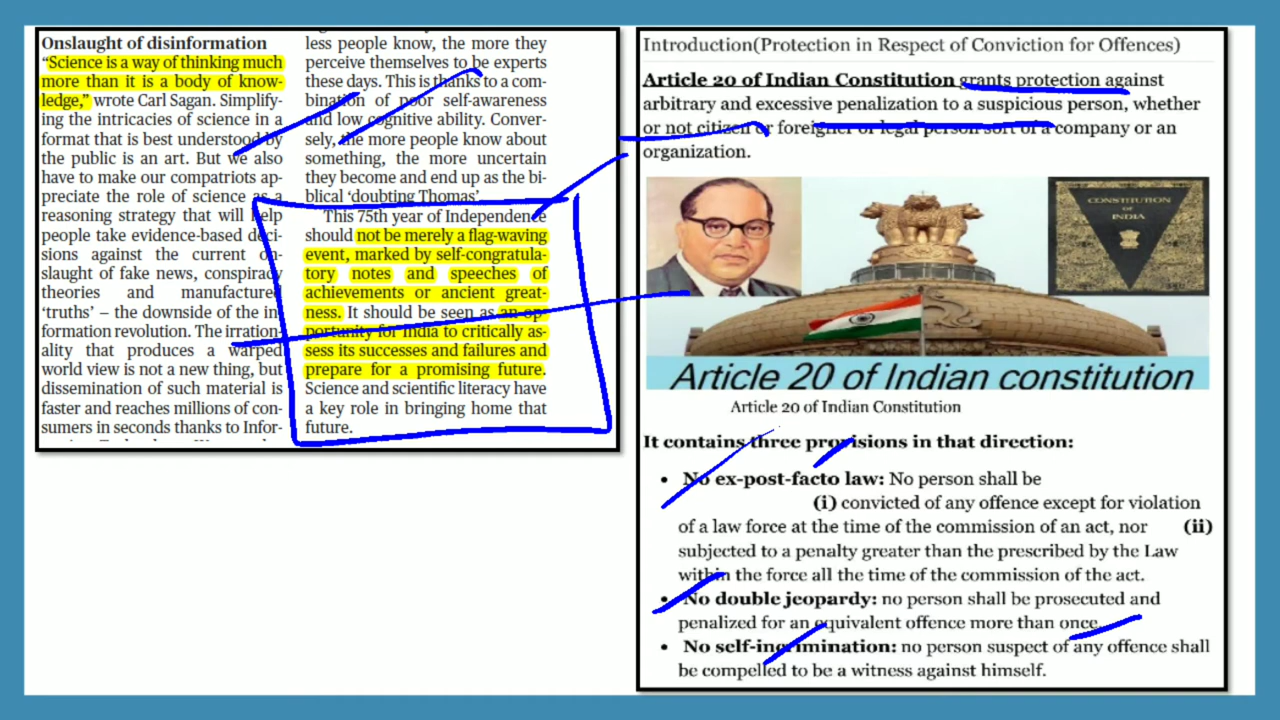 Onslaught of disinformation
“Science is a way of thinking much
more than it is a body of know-
ledge,” wrote Carl Sagan. Simplify-
ing the intricacies of science in a
format that is best understood by
the public is an art. But we also
have to make our compatriots ap-
preciate the role of science as a
reasoning strategy that will help
people take evidence-based deci-
sions against the current on-
slaught of fake news, conspiracy
theories and manufactured
‘truths’ – the downside of the in-
formation revolution. The irration-
ality that produces a warped
world view is not a new thing, but
dissemination of such material is
faster and reaches millions of con-
sumers in seconds thanks to Infor-
less people know, the more they
perceive themselves to be experts
these days. This is thanks to a com-
bination of poor self-awareness
and low cognitive ability. Conver-
sely, the more people know about
something, the more uncertain
they become and end up as the bi-
blical ‘doubting Thomas’.
This 75th year of Independence
should not be merely a flag-waving
event, marked by self-congratula-
tory notes and speeches of
achievements or ancient great-
ness. It should be seen as an op-
portunity for India to critically as-
sess its successes and failures and
prepare for a promising future.
Science and scientific literacy have
a key role in bringing home that
future.
Introduction(Protection in Respect of Conviction for Offences)
Article 20 of Indian Constitution grants protection against
arbitrary and excessive penalization to a suspicious person, whether
or not citizen or foreigner or legal person sort of a company or an
organization.
CONSTITUTION
OF
INDIA
Article 20 of Indian constitution
Article 20 of Indian Constitution
It contains three provisions in that direction:
• No ex-post-facto law: No person shall be
(i) convicted of any offence except for violation
of a law force at the time of the commission of an act, nor (ii)
subjected to a penalty greater than the prescribed by the Law
within the force all the time of the commission of the act.
• No double jeopardy: no person shall be prosecuted and
penalized for an equivalent offence more than once.
• No self-incrimination: no person suspect of any offence shall
be compelled to be a witness against himself.